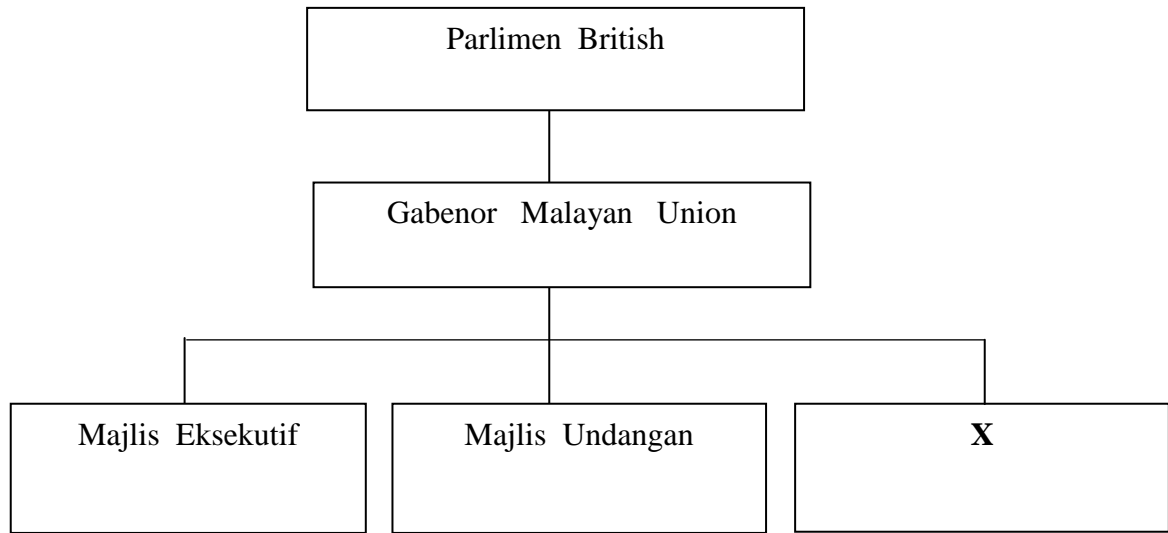 Parlimen British
Gabenor Malayan Union
Majlis Eksekutif
Majlis Undangan
X